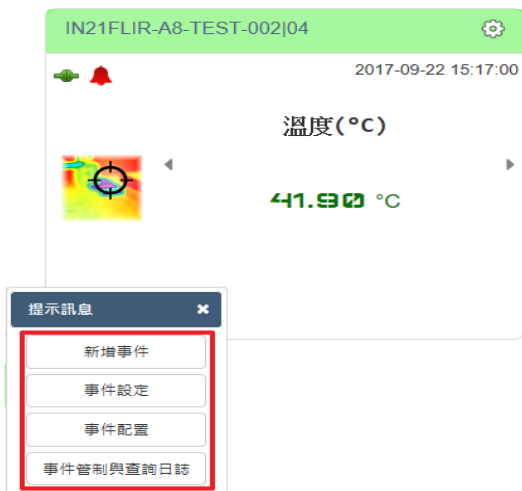 IN21FLIR-A8-TEST-002|04
2017-09-22 15:17:00
溫度(°C)
41.90 °C
提示訊息 ×
新增事件
事件設定
事件配置
事件管制與查詢日誌